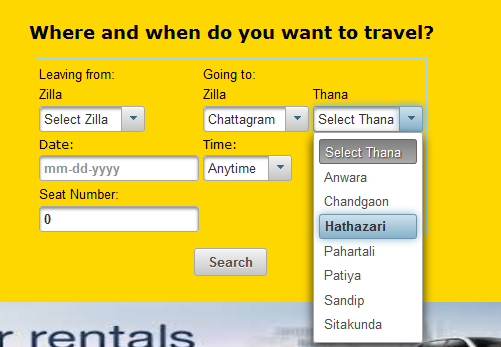 Where and when do you want to travel?
Leaving from: Going to:
Zilla Zilla Thana
Select Zilla Chattagram Select Thana
Date: Time:
mm-dd-yyyy Anytime
Seat Number:
0
Search
Select Thana
Anwara
Chandgaon
Hathazari
Pahartali
Patiya
Sandip
Sitakunda
r rentals